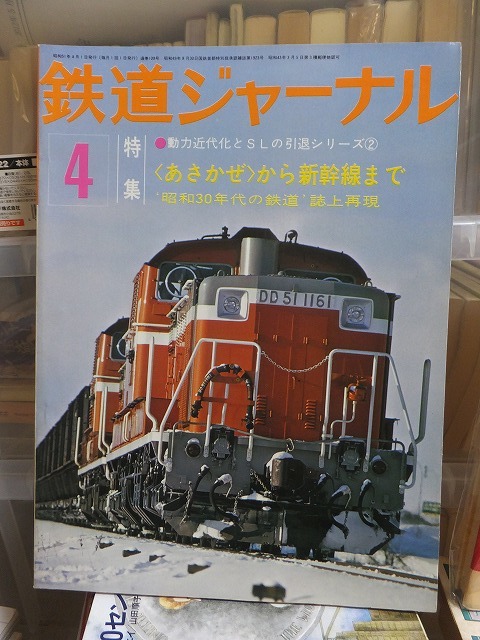 鉄道ジャーナル
4
特集
●動力近代化とSLの引退シリーズ②
〈あさかぜ〉から新幹線まで
"昭和30年代の鉄道"誌上再現
DD51 1161